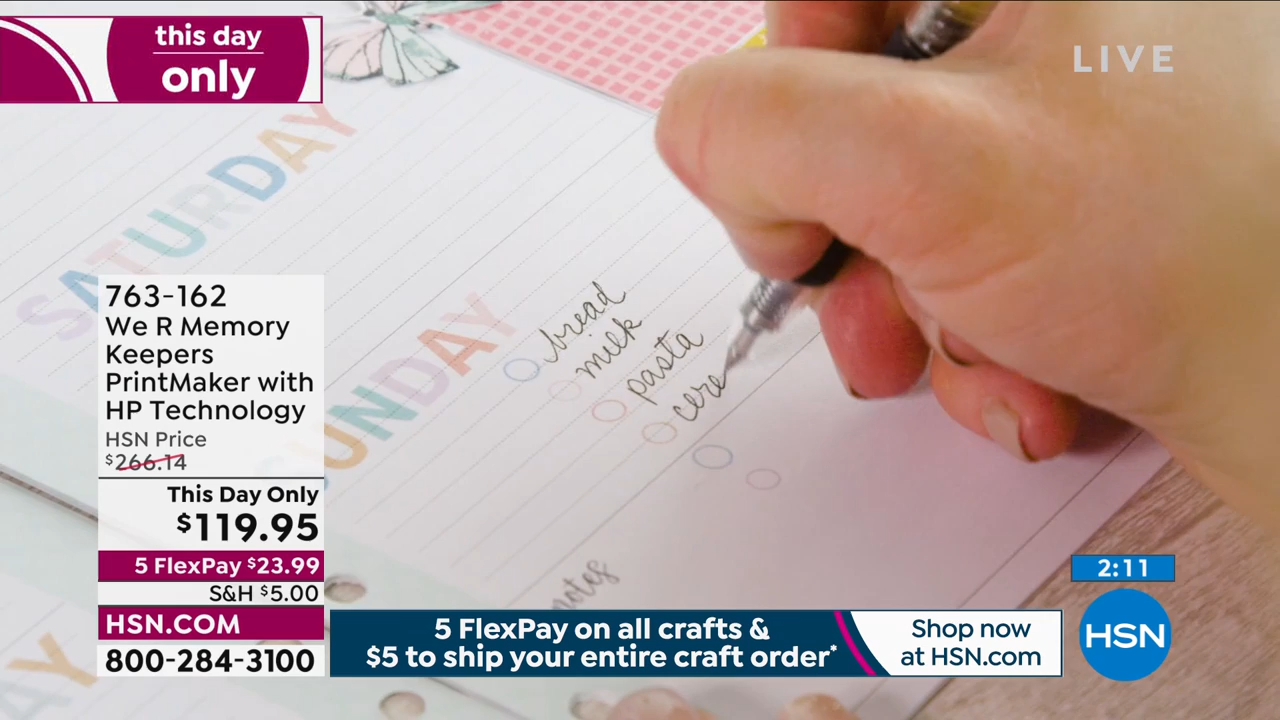 this day
only
LIVE
SATURDAY
SUNDAY
bread
milk
pasta
cere
notes
AY
763-162
We R Memory
Keepers
PrintMaker with
HP Technology
HSN Price
$266.14
This Day Only
$119.95
5 FlexPay $23.99
S&H $5.00
HSN.COM
800-284-3100
5 FlexPay on all crafts &
$5 to ship your entire craft order*
Shop now
at HSN.com
2:11
HSN